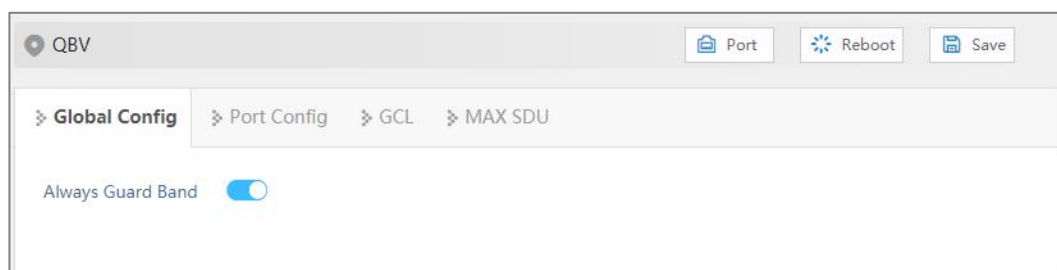 QBV Port Reboot Save
Global Config Port Config GCL MAX SDU
Always Guard Band